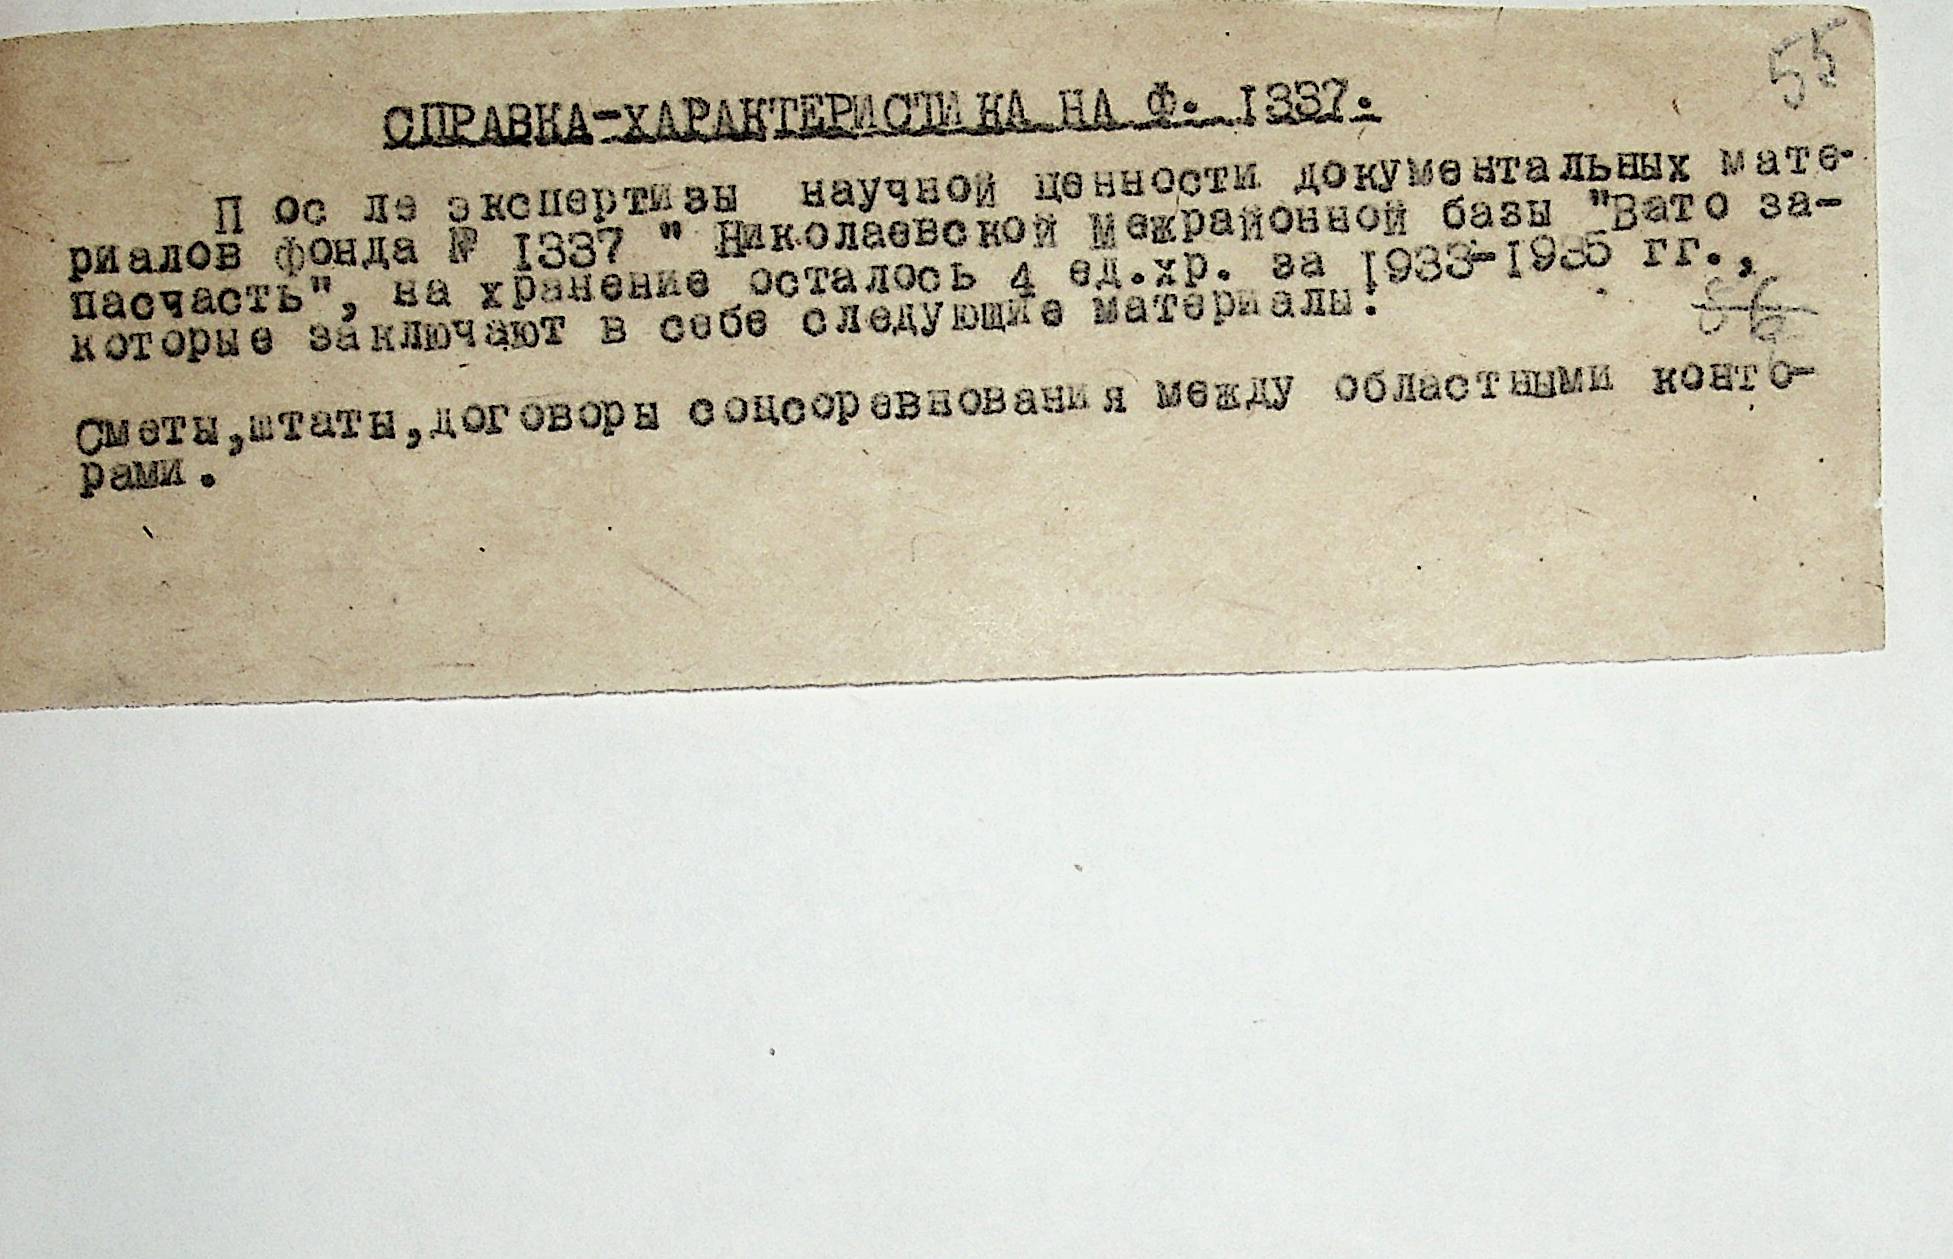 55
СПРАВКА-ХАРАКТЕРИСТИКА НА Ф. 1337.
После экспертизы научной ценности документальных мате-
риалов фонда № 1337 " Николаевской Межрайонной базы "Вато за-
пасчасть", на хранение осталось 4 ед.хр. за 1933-1935 гг.,
которые заключают в себе следующие материалы:
Сметы,штаты,договоры соцсоревнования между областными конто-
рами.